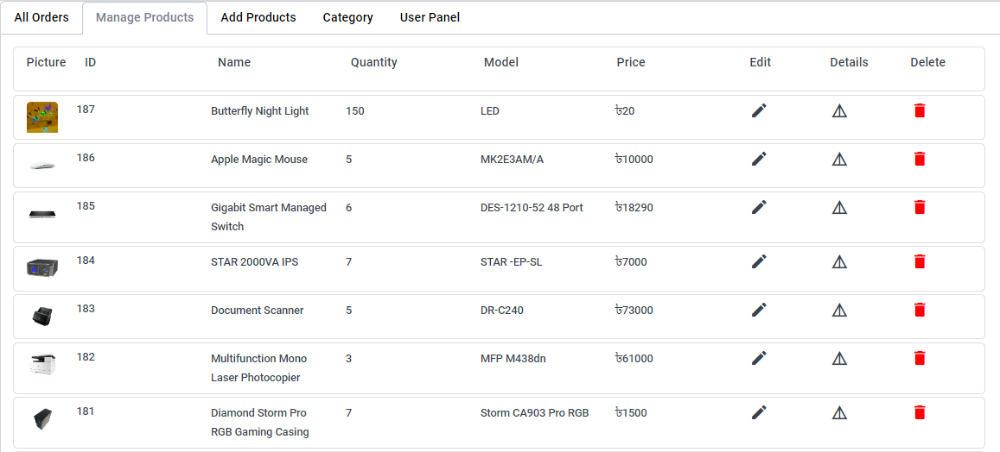 All Orders Manage Products Add Products Category User Panel
Picture ID Name Quantity Model Price Edit Details Delete
187 Butterfly Night Light 150 LED ৳20
186 Apple Magic Mouse 5 MK2E3AM/A ৳10000
185 Gigabit Smart Managed 6 DES-1210-52 48 Port ৳18290
Switch
184 STAR 2000VA IPS 7 STAR -EP-SL ৳7000
183 Document Scanner 5 DR-C240 ৳73000
182 Multifunction Mono 3 MFP M438dn ৳61000
Laser Photocopier
181 Diamond Storm Pro 7 Storm CA903 Pro RGB ৳1500
RGB Gaming Casing